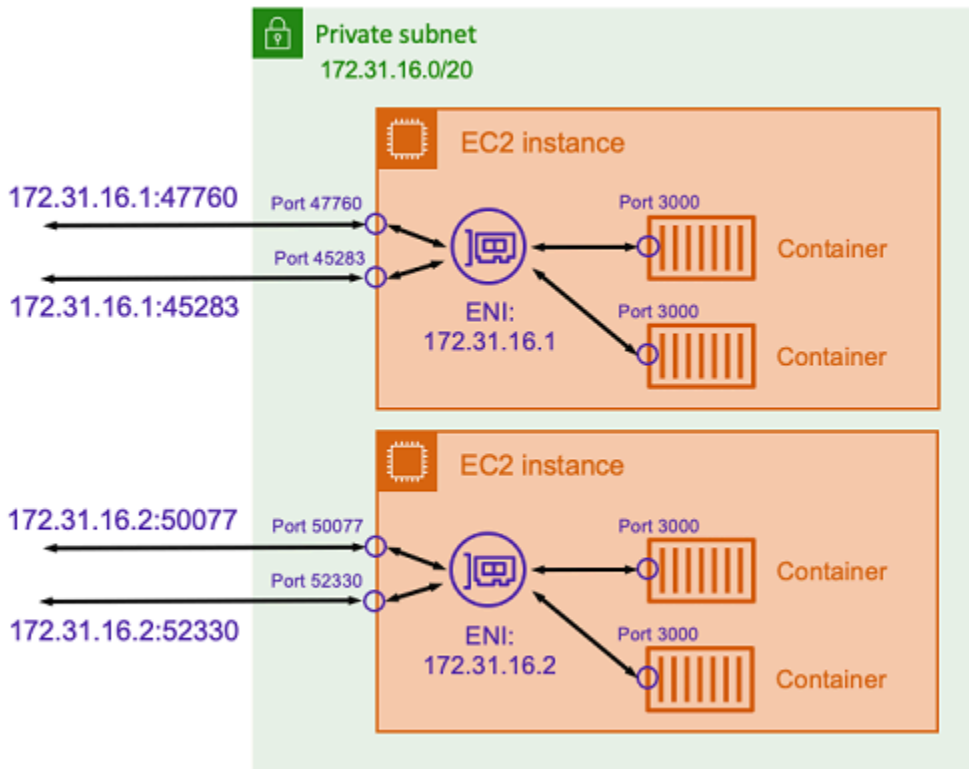 Private subnet
172.31.16.0/20
EC2 instance
172.31.16.1:47760
Port 47760
Port 3000
Container
Port 45283
172.31.16.1:45283
ENI:
172.31.16.1
Port 3000
Container
EC2 instance
172.31.16.2:50077
Port 50077
Port 3000
Container
Port 52330
172.31.16.2:52330
ENI:
172.31.16.2
Port 3000
Container